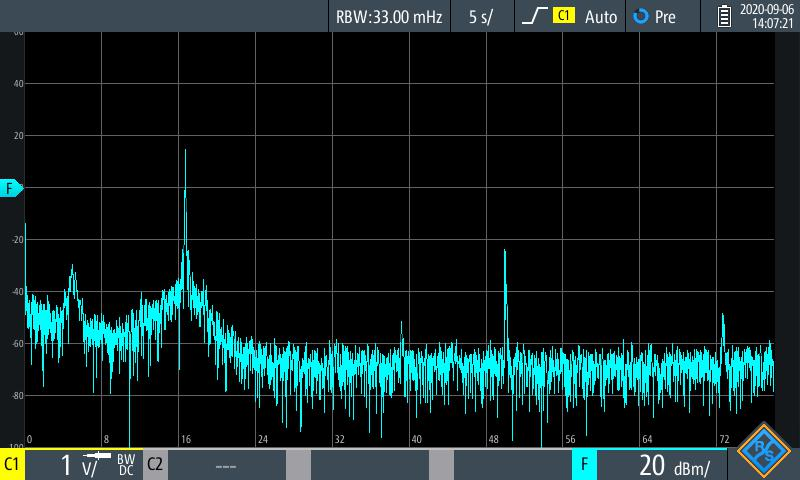 RBW:33.00 mHz 5 s/ C1 Auto Pre 2020-09-06
14:07:21
60
40
20
F
-20
-40
-60
-80
-100
0 8 16 24 32 40 48 56 64 72
C1 1 V/ BW DC C2 --- F 20 dBm/ R&S